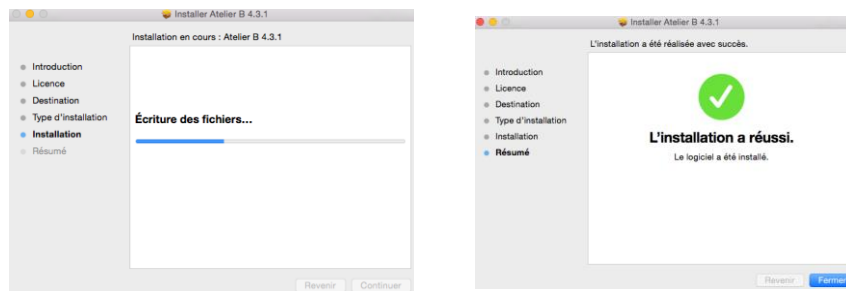 Installer Atelier B 4.3.1
Installation en cours : Atelier B 4.3.1
Introduction
Licence
Destination
Type d'installation
Installation
Résumé
Écriture des fichiers...
Revenir
Continuer
Installer Atelier B 4.3.1
L'installation a été réalisée avec succès.
Introduction
Licence
Destination
Type d'installation
Installation
Résumé
L'installation a réussi.
Le logiciel a été installé.
Revenir
Fermer